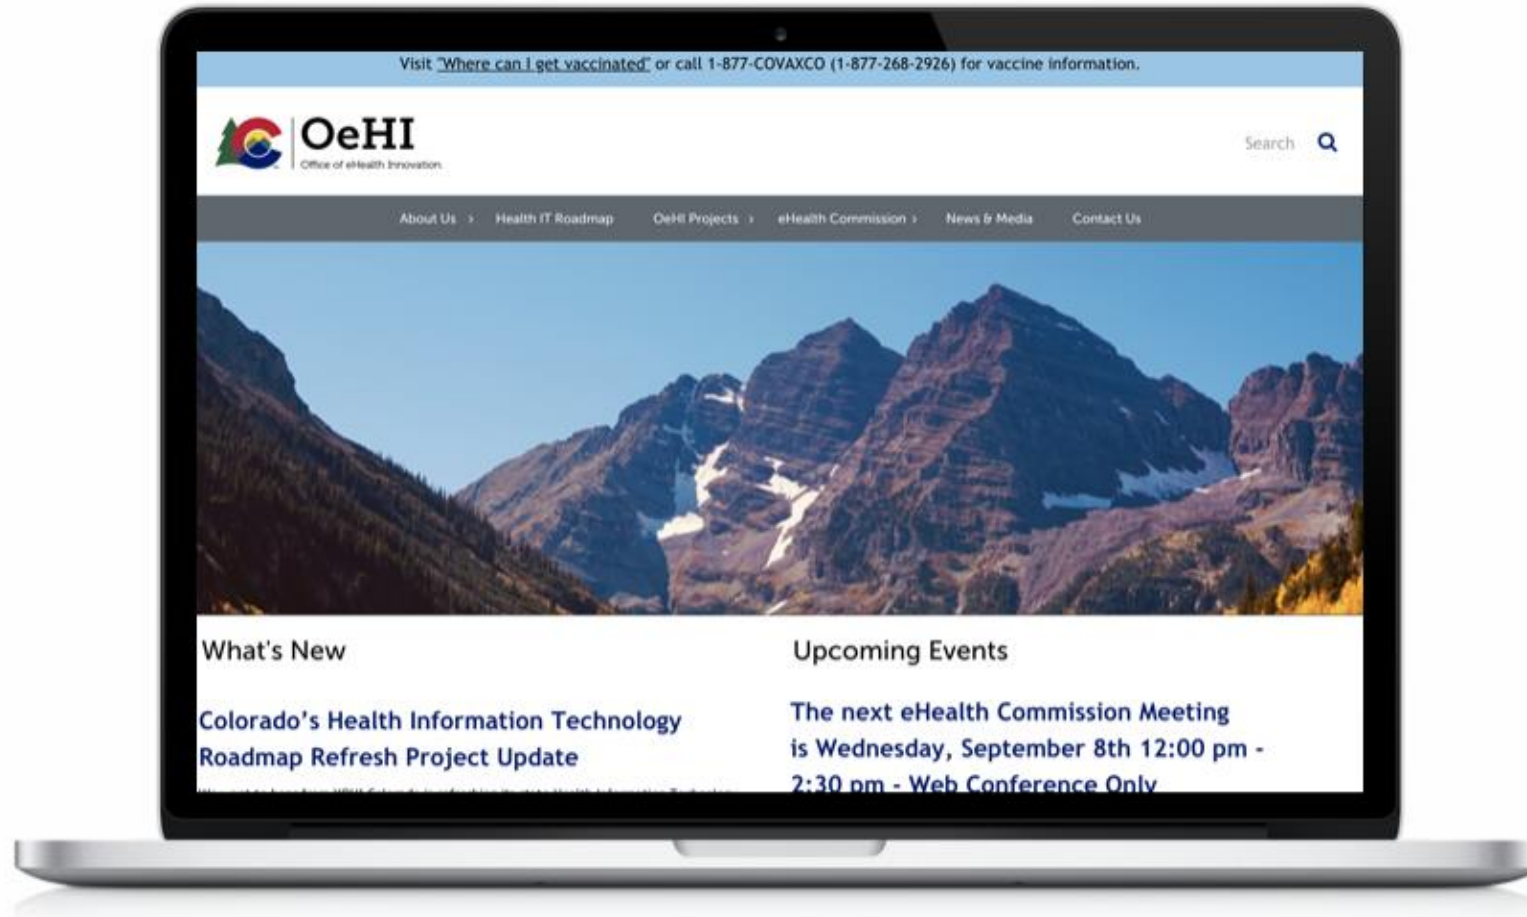 Visit "Where can I get vaccinated" or call 1-877-COVAXCO (1-877-268-2926) for vaccine information.
OeHI
Office of eHealth Innovation
Search
About Us > Health IT Roadmap OeHI Projects > eHealth Commission > News & Media Contact Us
What's New
Colorado's Health Information Technology
Roadmap Refresh Project Update
Upcoming Events
The next eHealth Commission Meeting
is Wednesday, September 8th 12:00 pm -
2:30 pm - Web Conference Only